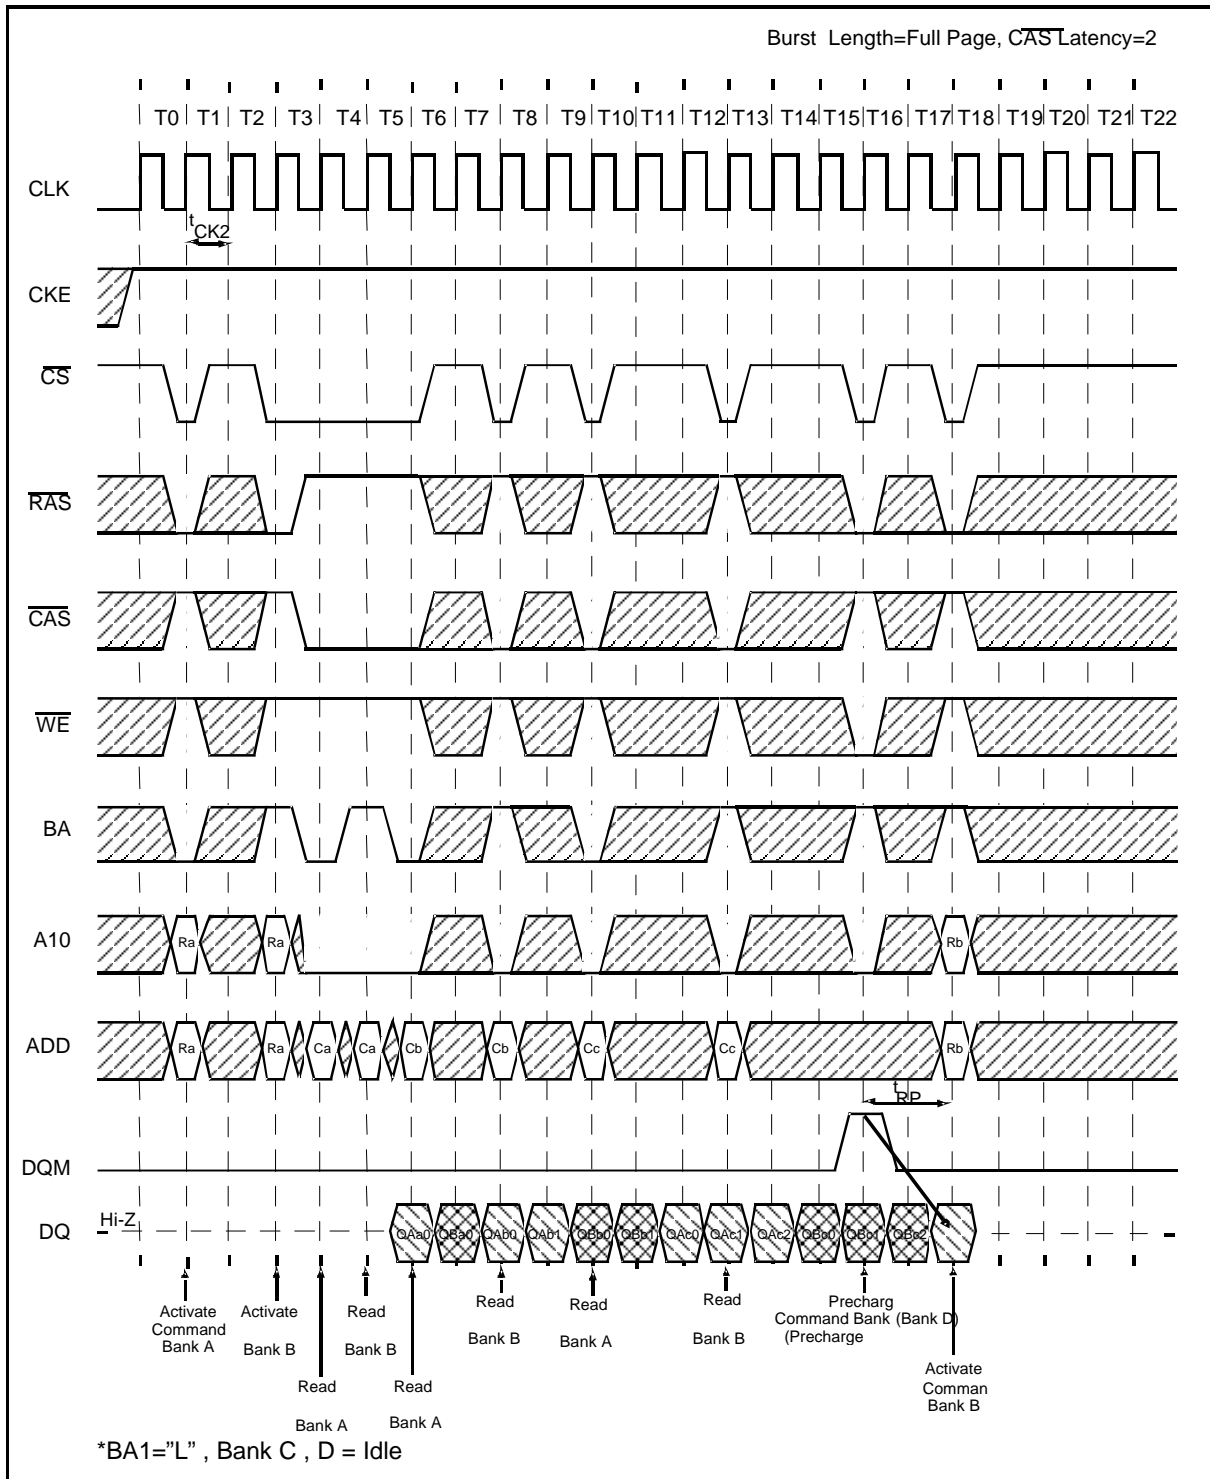 Burst Length=Full Page, CAS Latency=2
T0 T1 T2 T3 T4 T5 T6 T7 T8 T9 T10 T11 T12 T13 T14 T15 T16 T17 T18 T19 T20 T21 T22
CLK
tCK2
CKE
CS
RAS
CAS
WE
BA
A10
Ra Ra Rb
ADD
Ra Ra Ca Ca Cb Cb Cc Cc Rb
tRP
DQM
Hi-Z
DQ
QAa0 QBa0 QAb0 QAb1 QBb0 QBb1 QAc0 QAc1 QAc2 QBc0 QBc1 QBc2
Activate
Command
Bank A
Activate
Bank B
Read
Bank A
Read
Bank B
Read
Bank A
Read
Bank B
Read
Bank A
Read
Bank B
Precharg
Command Bank (Bank D)
(Precharge
Activate
Comman
Bank B
*BA1="L" , Bank C , D = Idle